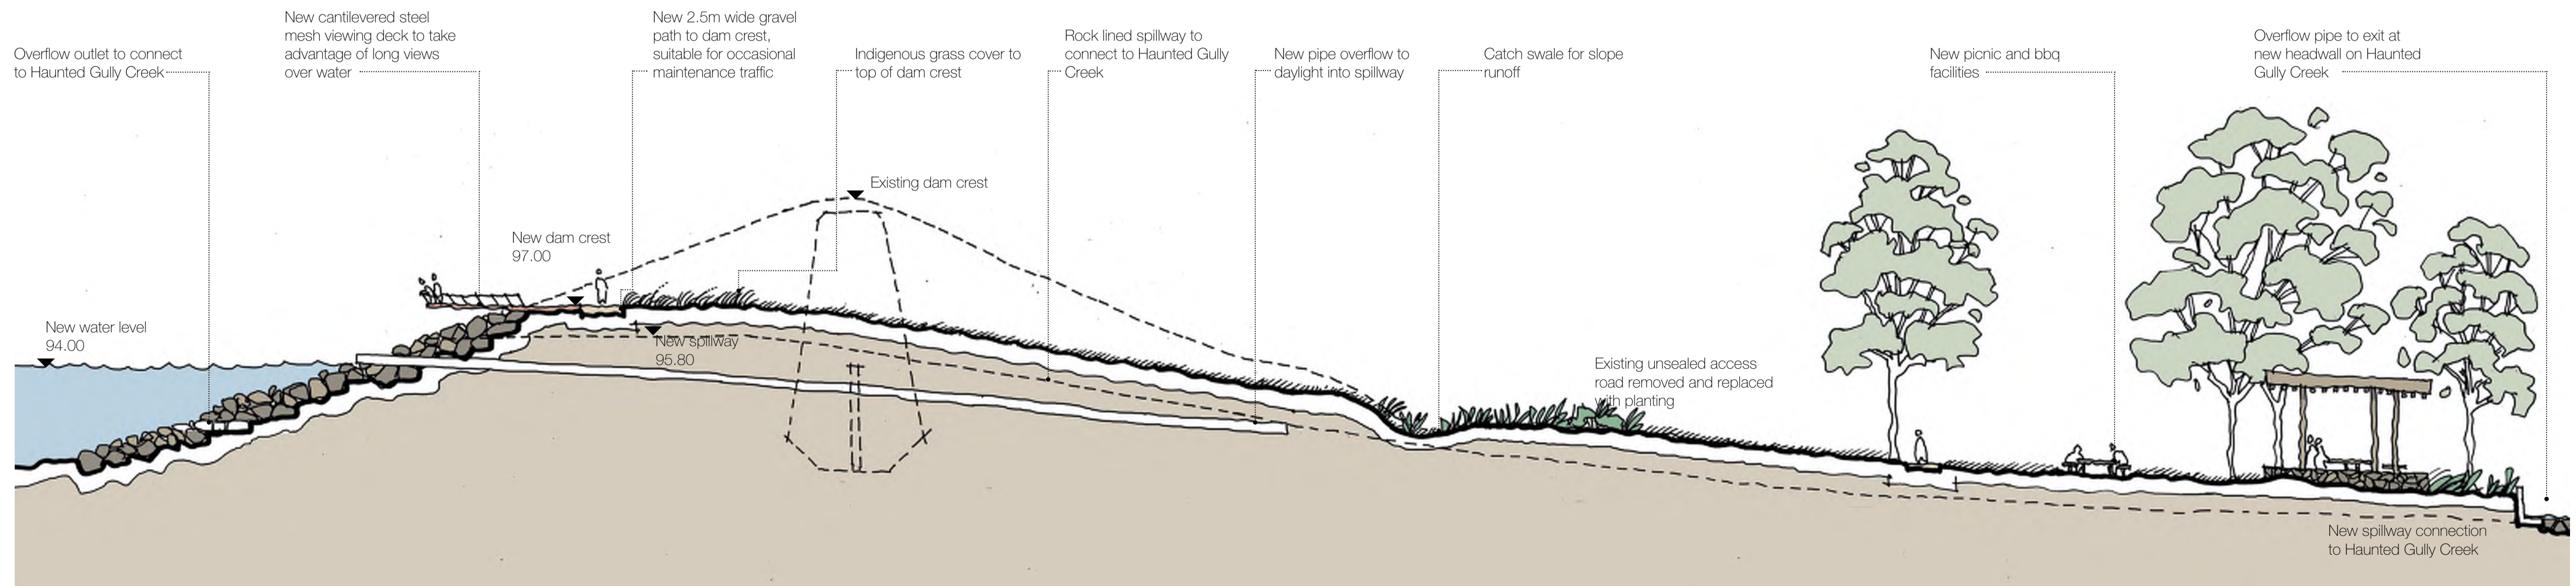 Overflow outlet to connect
to Haunted Gully Creek
New cantilevered steel
mesh viewing deck to take
advantage of long views
over water
New 2.5m wide gravel
path to dam crest,
suitable for occasional
maintenance traffic
Indigenous grass cover to
top of dam crest
Rock lined spillway to
connect to Haunted Gully
Creek
New pipe overflow to
daylight into spillway
Catch swale for slope
runoff
New picnic and bbq
facilities
Overflow pipe to exit at
new headwall on Haunted
Gully Creek
Existing dam crest
New dam crest
97.00
New water level
94.00
New spillway
95.80
Existing unsealed access
road removed and replaced
with planting
New spillway connection
to Haunted Gully Creek